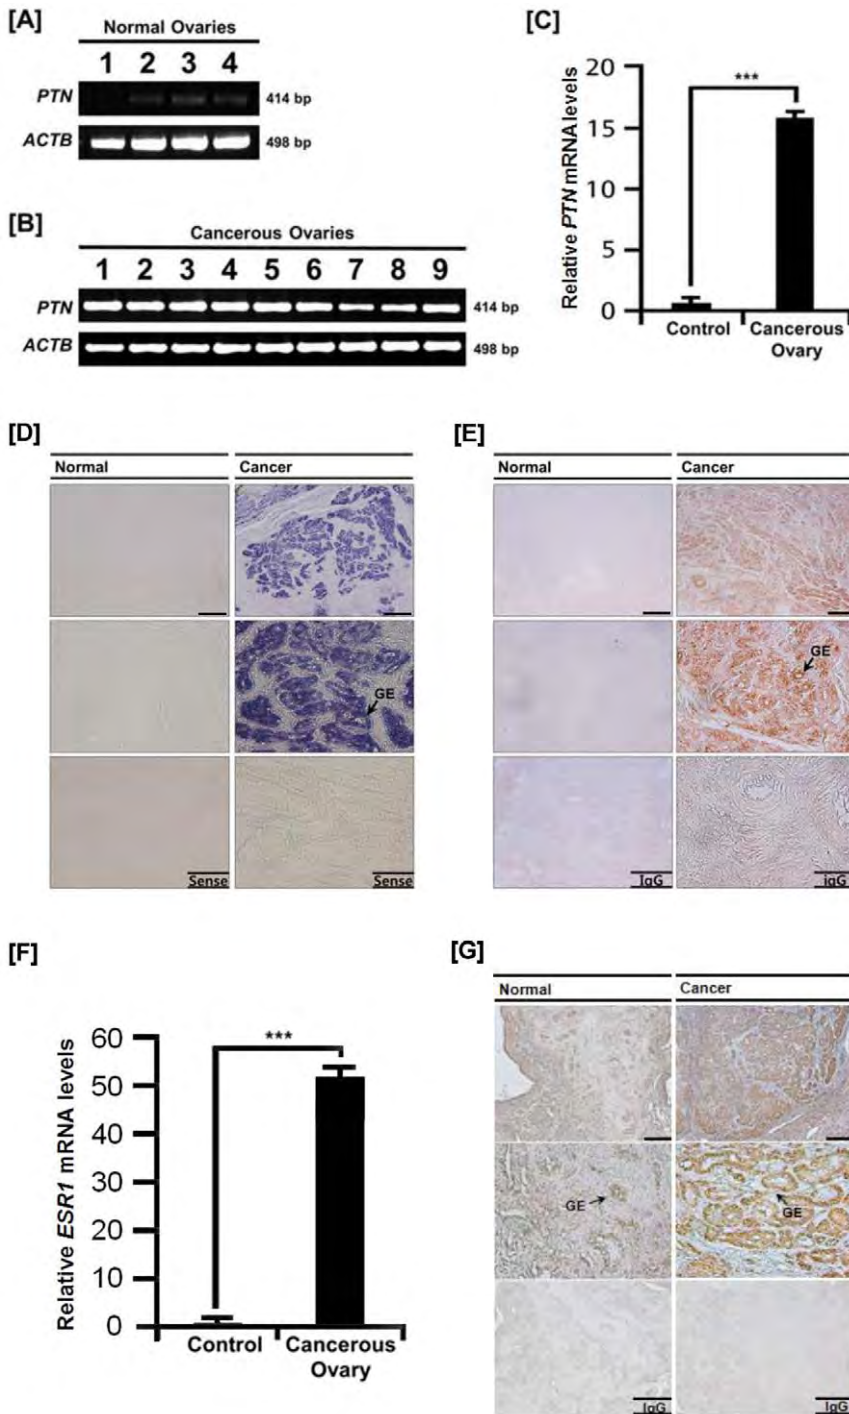 [A]
Normal Ovaries
1 2 3 4
PTN 414 bp
ACTB 498 bp
[B]
Cancerous Ovaries
1 2 3 4 5 6 7 8 9
PTN 414 bp
ACTB 498 bp
[C]
Relative PTN mRNA levels
20
15
10
5
0
***
Control
Cancerous
Ovary
[D]
Normal Cancer
GE
Sense Sense
[E]
Normal Cancer
GE
IgG IgG
[F]
Relative ESR1 mRNA levels
60
50
40
30
20
10
0
***
Control
Cancerous
Ovary
[G]
Normal Cancer
GE GE
IgG IgG